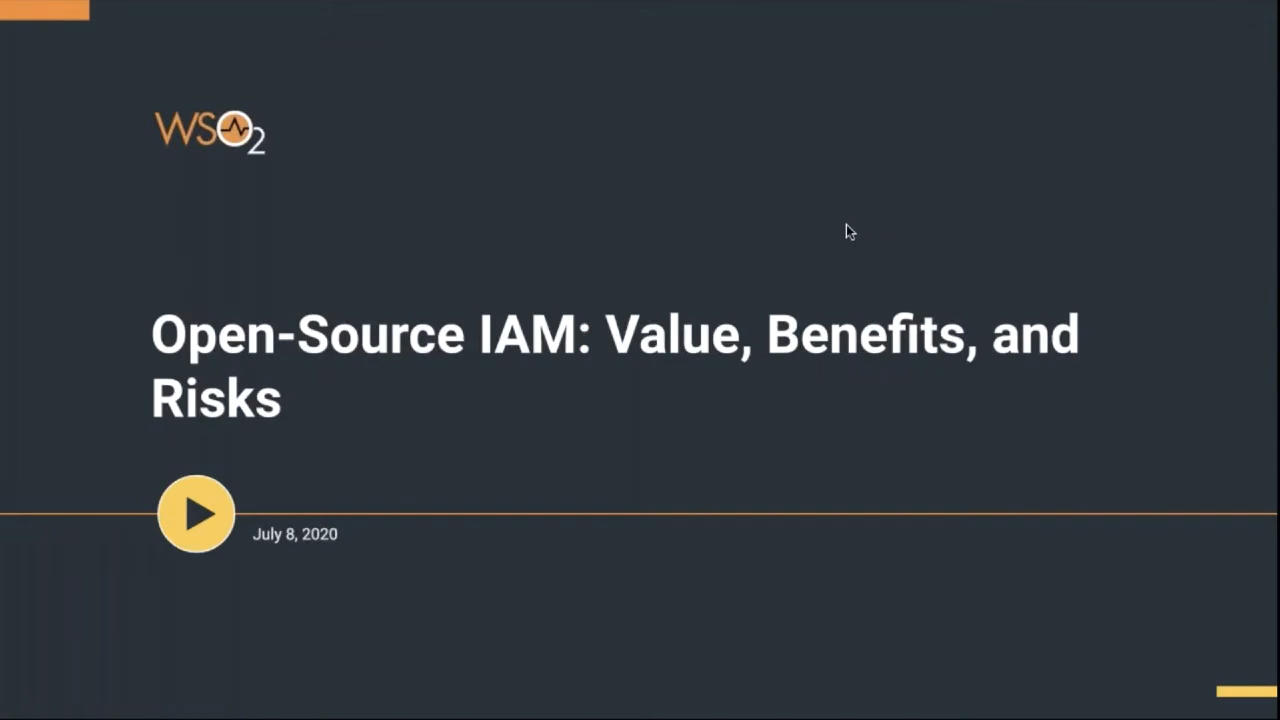 WSO2
Open-Source IAM: Value, Benefits, and
Risks
July 8, 2020